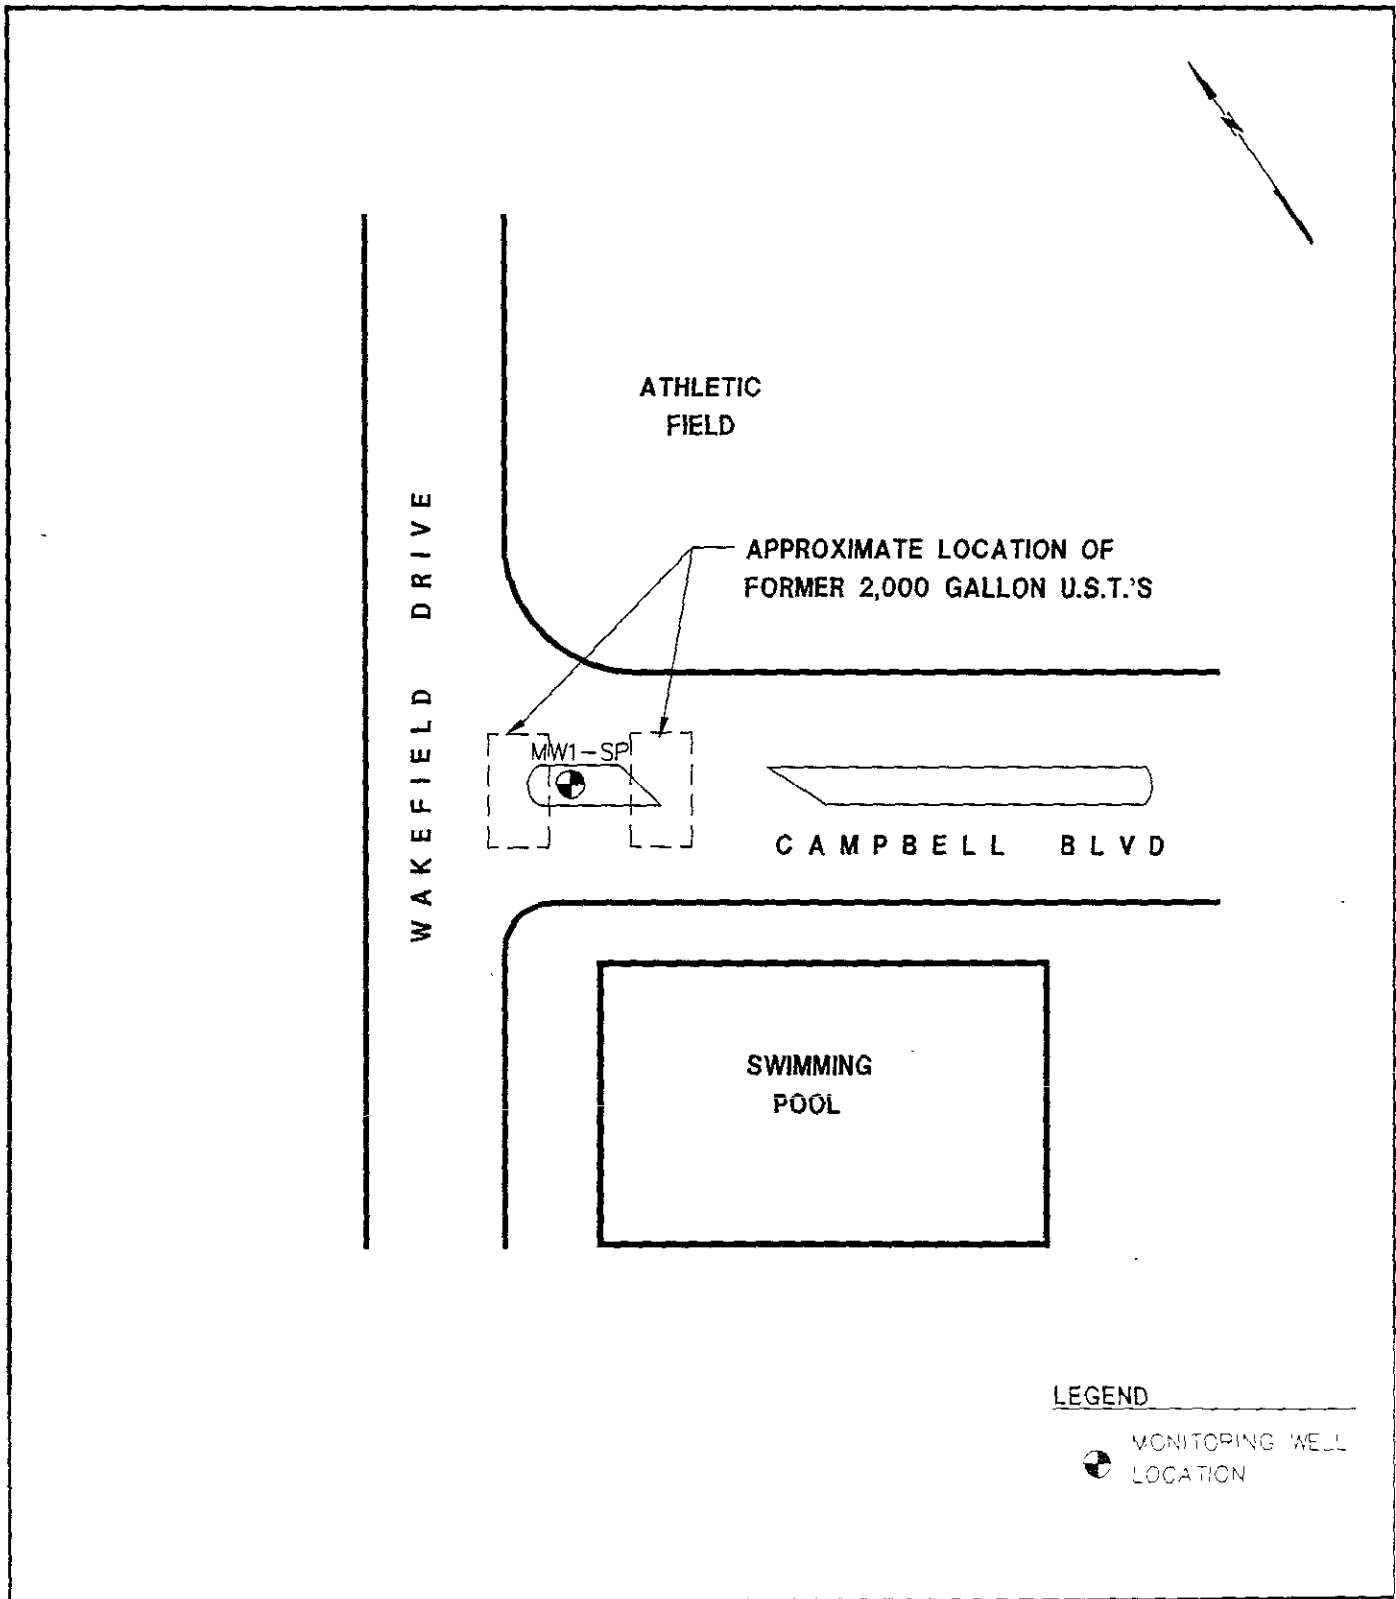 N
ATHLETIC
FIELD
APPROXIMATE LOCATION OF
FORMER 2,000 GALLON U.S.T.'S
WAKEFIELD DRIVE
MW1-SP
CAMPBELL BLVD
SWIMMING
POOL
LEGEND
MONITORING WELL
LOCATION